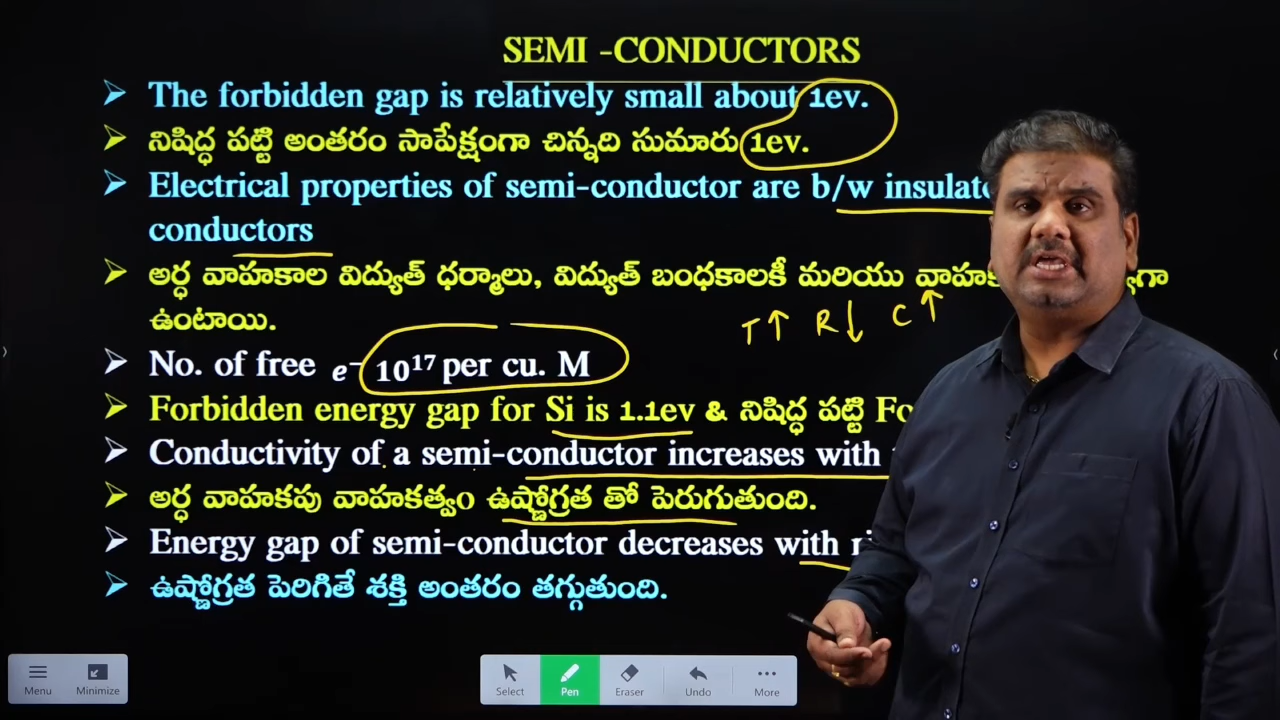 SEMI -CONDUCTORS
The forbidden gap is relatively small about 1ev.
నిషిద్ధ పట్టి అంతరం సాపేక్షంగా చిన్నది సుమారు 1ev.
Electrical properties of semi-conductor are b/w
conductors
అర్ధ వాహకాల విద్యుత్ ధర్మాలు, విద్యుత్ బంధకాలకీ మరియు
ఉంటాయి.
T↑ R↓ C↑
No. of free e⁻ 10¹⁷ per cu. M
Forbidden energy gap for Si is 1.1ev & నిషిద్ధ పట్టి
Conductivity of a semi-conductor increases with
అర్ధ వాహకపు వాహకత్వం ఉష్ణోగ్రత తో పెరుగుతుంది.
Energy gap of semi-conductor decreases with
ఉష్ణోగ్రత పెరిగితే శక్తి అంతరం తగ్గుతుంది.
Menu Minimize Select Pen Eraser Undo More